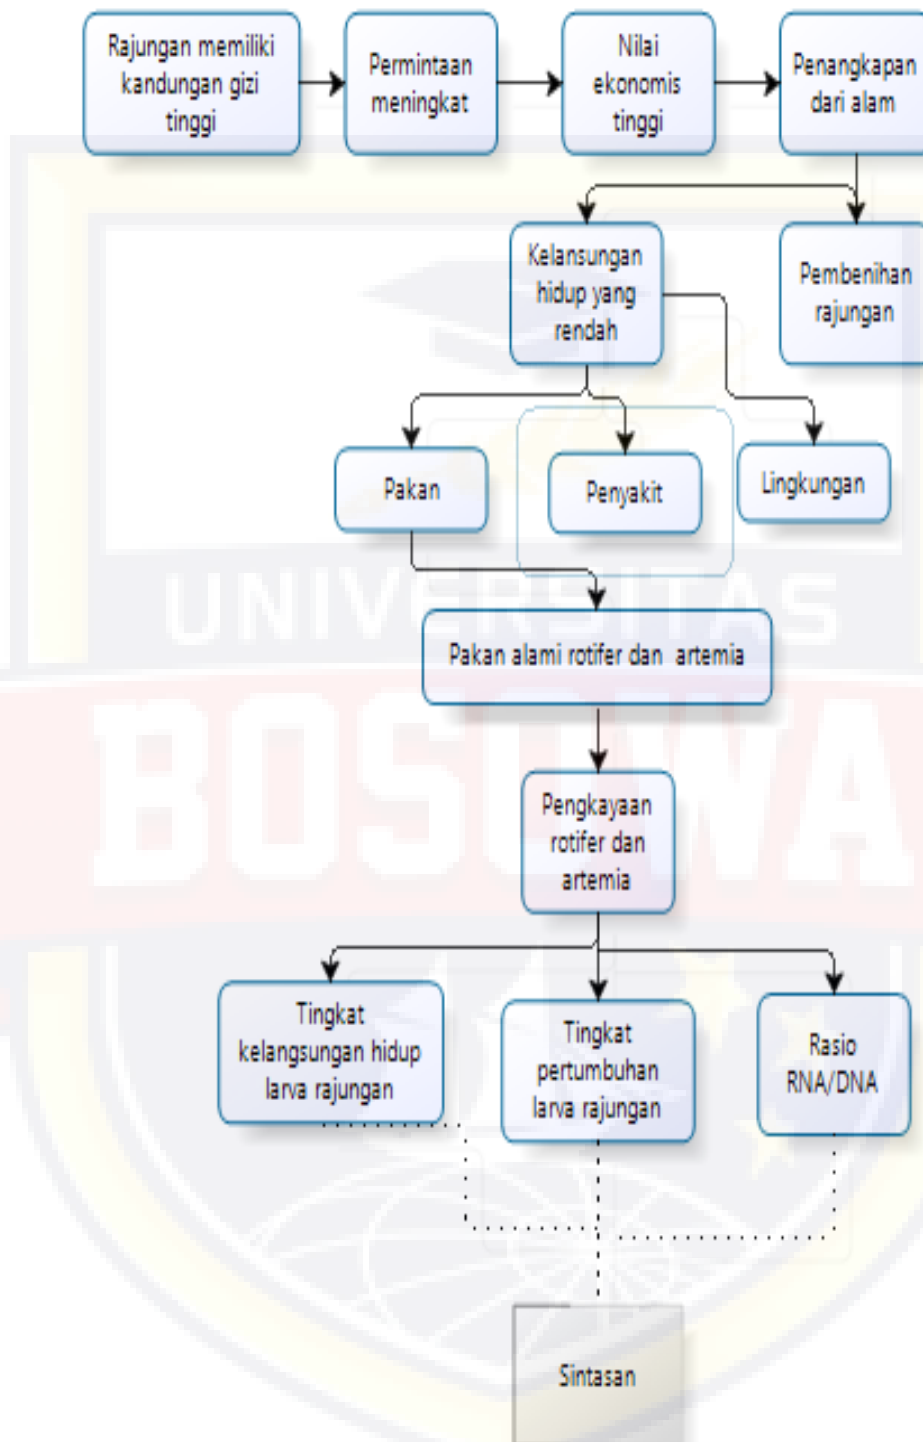 Rajungan memiliki
kandungan gizi
tinggi
Permintaan
meningkat
Nilai
ekonomis
tinggi
Penangkapan
dari alam
Kelansungan
hidup yang
rendah
Pembenihan
rajungan
Pakan
Penyakit
Lingkungan
UNIVERSITAS
Pakan alami rotifer dan artemia
BOSOWA
Pengkayaan
rotifer dan
artemia
Tingkat
kelangsungan hidup
larva rajungan
Tingkat
pertumbuhan
larva rajungan
Rasio
RNA/DNA
Sintasan